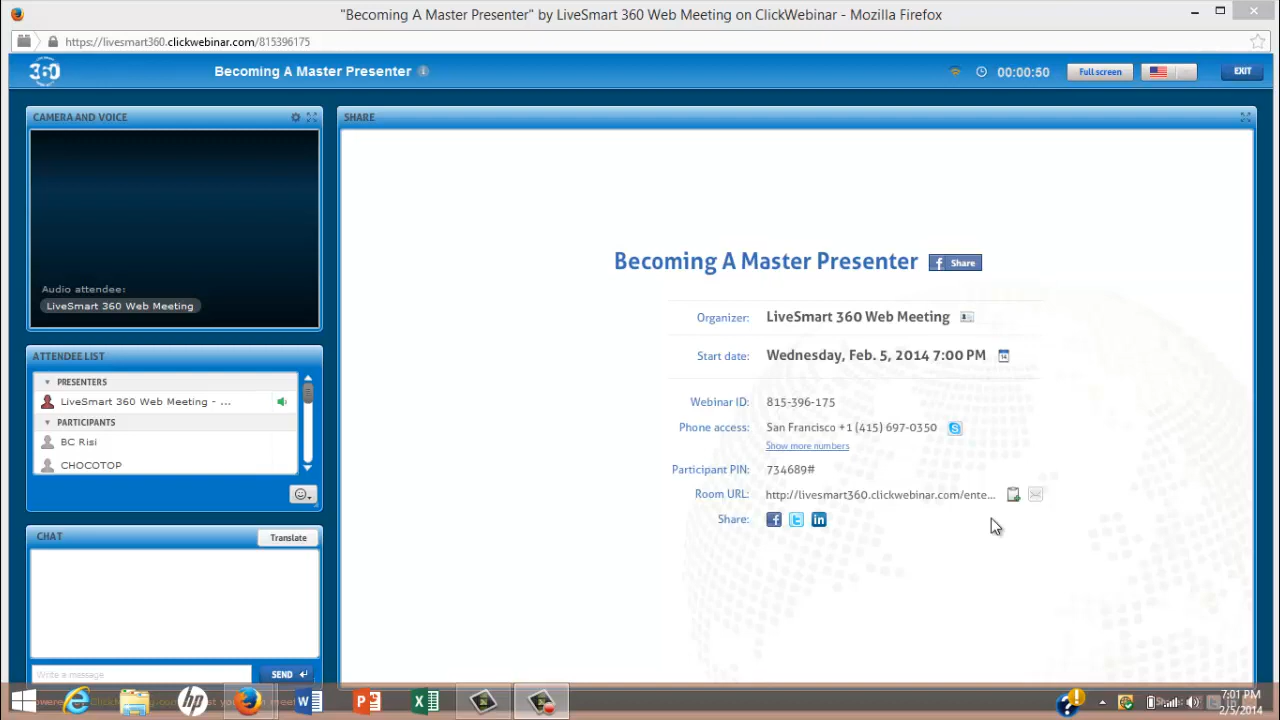 "Becoming A Master Presenter" by LiveSmart 360 Web Meeting on ClickWebinar - Mozilla Firefox
https://livesmart360.clickwebinar.com/815396175
360
Becoming A Master Presenter
00:00:50
Full screen
EXIT
CAMERA AND VOICE
Audio attendee:
LiveSmart 360 Web Meeting
ATTENDEE LIST
PRESENTERS
LiveSmart 360 Web Meeting - ...
PARTICIPANTS
BC Risi
CHOCOTOP
CHAT
Translate
Write a message
SEND
SHARE
Becoming A Master Presenter
f Share
Organizer: LiveSmart 360 Web Meeting
Start date: Wednesday, Feb. 5, 2014 7:00 PM
Webinar ID: 815-396-175
Phone access: San Francisco +1 (415) 697-0350
Show more numbers
Participant PIN: 734689#
Room URL: http://livesmart360.clickwebinar.com/ente...
Share:
7:01 PM
2/5/2014